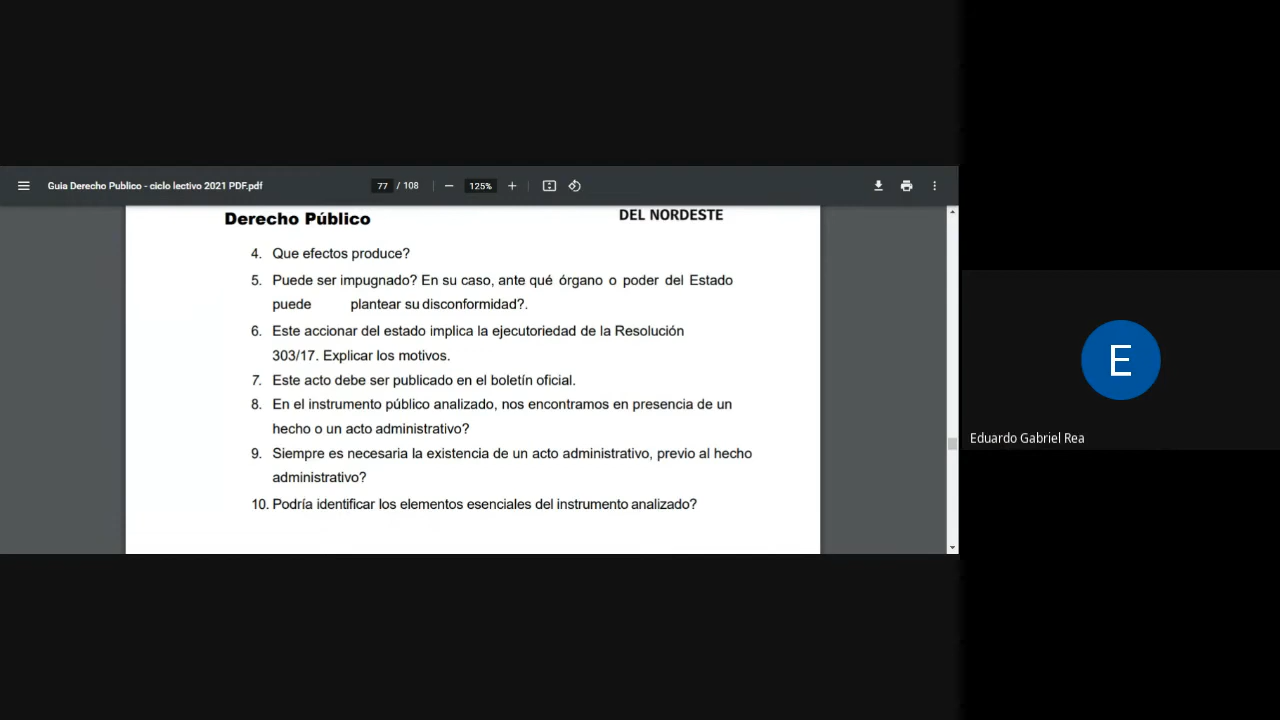 Guia Derecho Publico - ciclo lectivo 2021 PDF.pdf
77 / 108
125%
Derecho Público
DEL NORDESTE
4. Que efectos produce?
5. Puede ser impugnado? En su caso, ante qué órgano o poder del Estado
puede plantear su disconformidad?.
6. Este accionar del estado implica la ejecutoriedad de la Resolución
303/17. Explicar los motivos.
7. Este acto debe ser publicado en el boletín oficial.
8. En el instrumento público analizado, nos encontramos en presencia de un
hecho o un acto administrativo?
9. Siempre es necesaria la existencia de un acto administrativo, previo al hecho
administrativo?
10. Podría identificar los elementos esenciales del instrumento analizado?
E
Eduardo Gabriel Rea